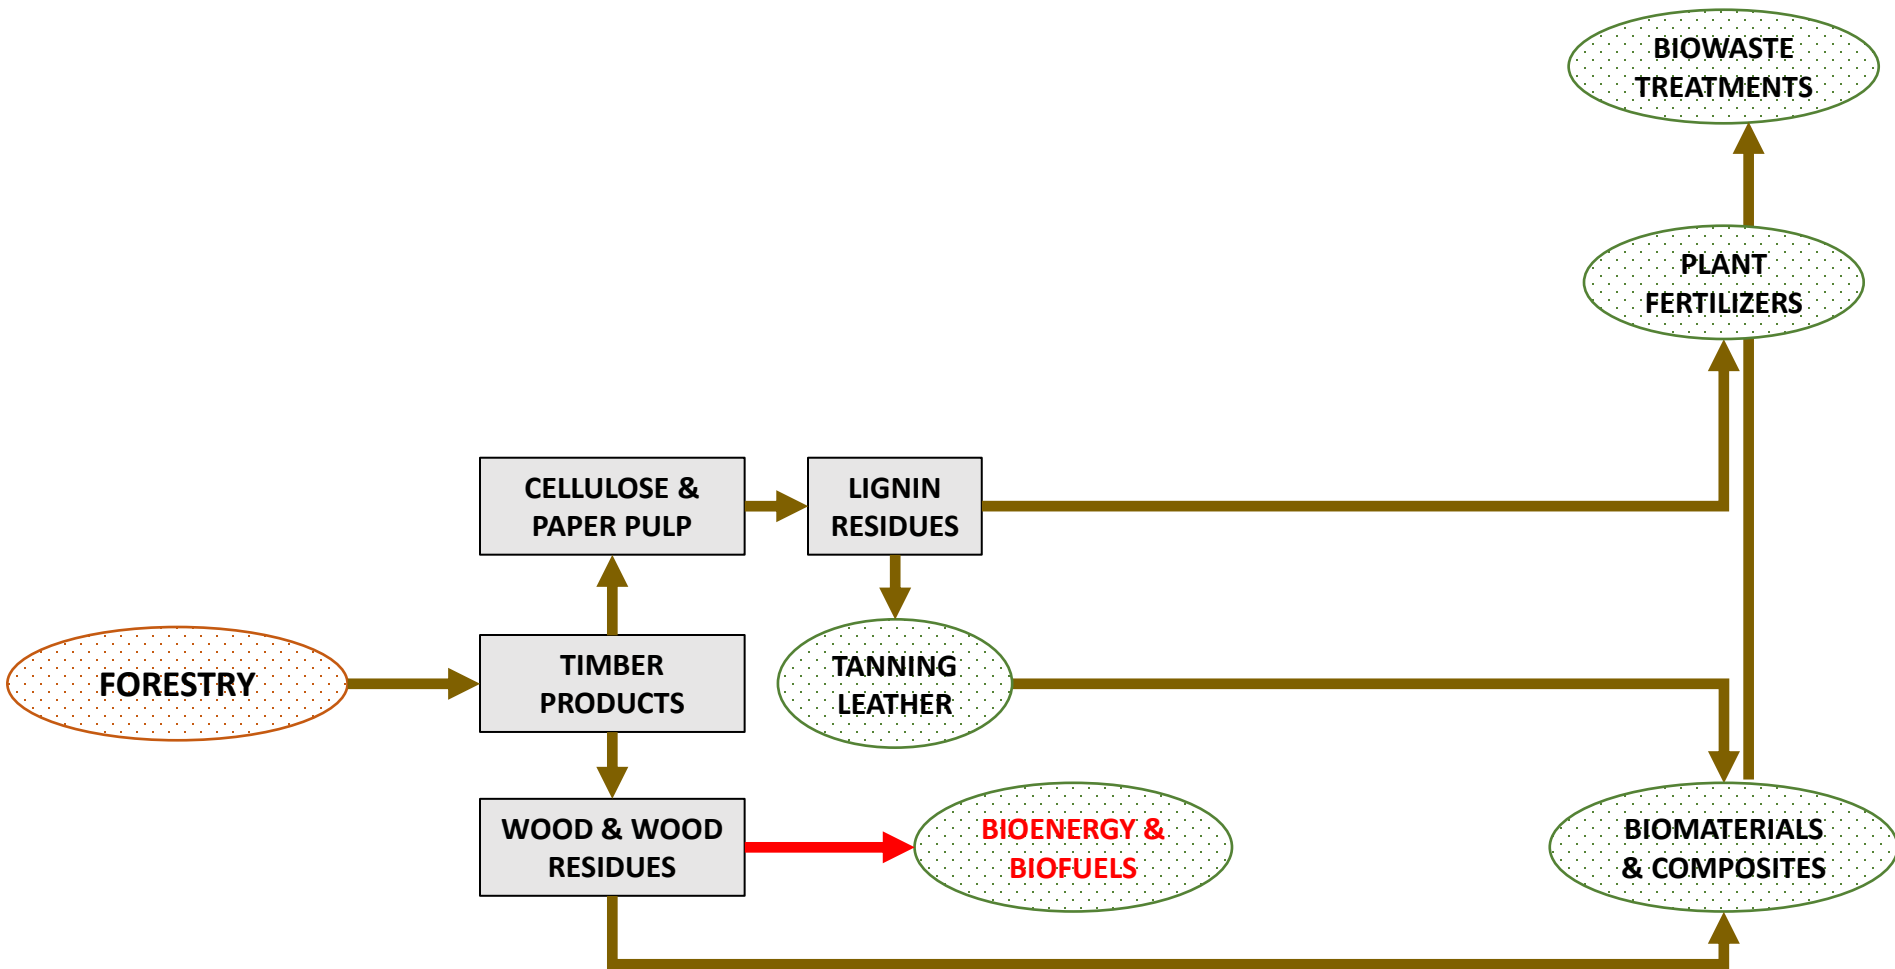 BIOWASTE
TREATMENTS
PLANT
FERTILIZERS
CELLULOSE &
PAPER PULP
LIGNIN
RESIDUES
FORESTRY
TIMBER
PRODUCTS
TANNING
LEATHER
WOOD & WOOD
RESIDUES
BIOENERGY &
BIOFUELS
BIOMATERIALS
& COMPOSITES